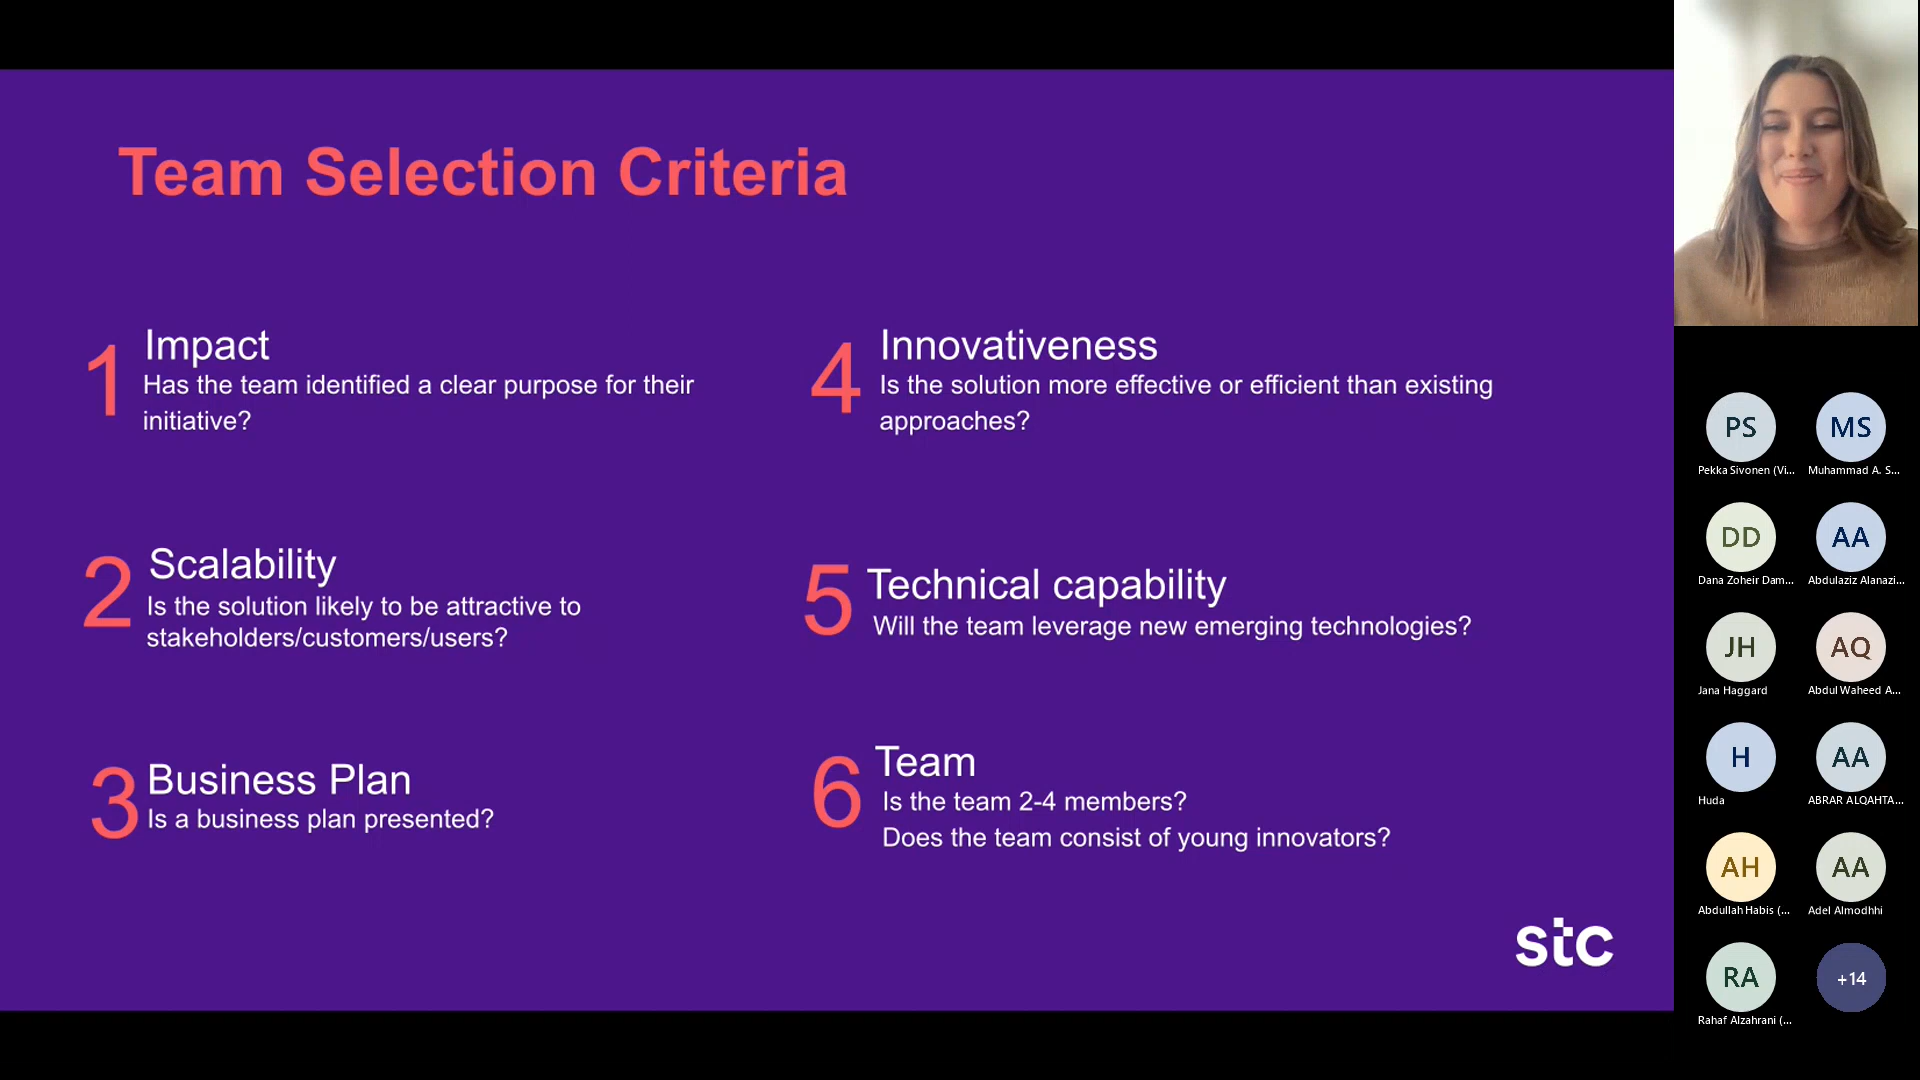 Team Selection Criteria
1
Impact
Has the team identified a clear purpose for their
initiative?
2
Scalability
Is the solution likely to be attractive to
stakeholders/customers/users?
3
Business Plan
Is a business plan presented?
4
Innovativeness
Is the solution more effective or efficient than existing
approaches?
5
Technical capability
Will the team leverage new emerging technologies?
6
Team
Is the team 2-4 members?
Does the team consist of young innovators?
stc
PS
Pekka Sivonen (Vi...
MS
Muhammad A. S...
DD
Dana Zoheir Dam...
AA
Abdulaziz Alanazi...
JH
Jana Haggard
AQ
Abdul Waheed A...
H
Huda
AA
ABRAR ALQAHTA...
AH
Abdullah Habis (...
AA
Adel Almodhhi
RA
Rahaf Alzahrani (...
+14